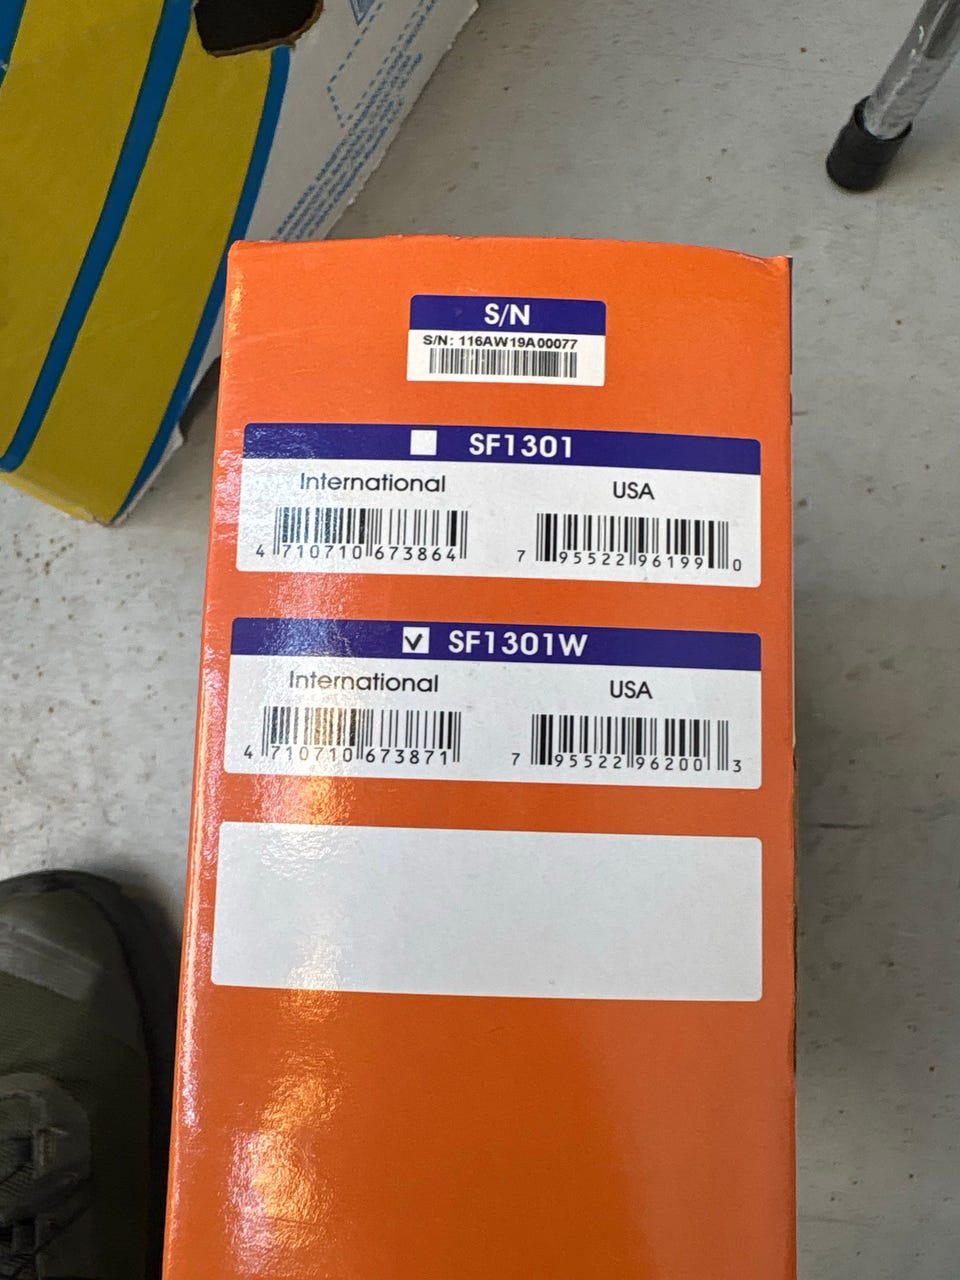 S/N
S/N: 116AW19A00077
SF1301
International
USA
4 710710 673864
7 95522 96199 0
SF1301W
International
USA
4 710710 673871
7 95522 96200 3